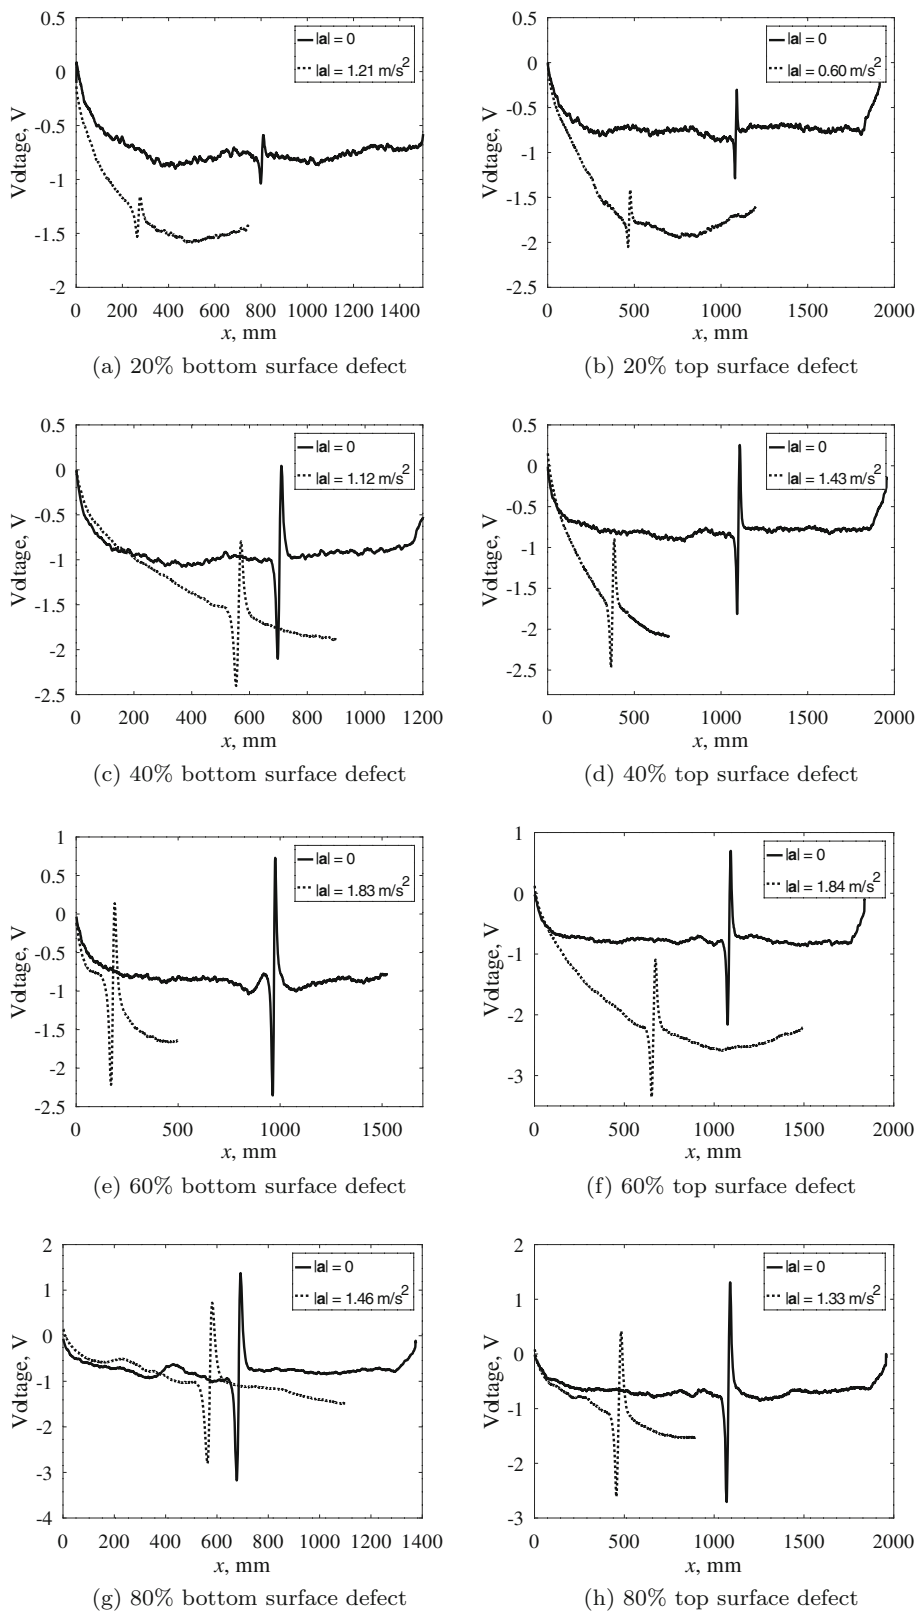 0.5
0
-0.5
-1
-1.5
-2
Voltage, V
|a| = 0
|a| = 1.21 m/s²
0 200 400 600 800 1000 1200 1400
x, mm
(a) 20% bottom surface defect
0.5
0
-0.5
-1
-1.5
-2
-2.5
Voltage, V
|a| = 0
|a| = 0.60 m/s²
0 500 1000 1500 2000
x, mm
(b) 20% top surface defect
0.5
0
-0.5
-1
-1.5
-2
-2.5
Voltage, V
|a| = 0
|a| = 1.12 m/s²
0 200 400 600 800 1000 1200
x, mm
(c) 40% bottom surface defect
0.5
0
-0.5
-1
-1.5
-2
-2.5
Voltage, V
|a| = 0
|a| = 1.43 m/s²
0 500 1000 1500 2000
x, mm
(d) 40% top surface defect
1
0
-0.5
-1
-1.5
-2
-2.5
Voltage, V
|a| = 0
|a| = 1.83 m/s²
0 500 1000 1500
x, mm
(e) 60% bottom surface defect
1
0
-1
-2
-3
Voltage, V
|a| = 0
|a| = 1.84 m/s²
0 500 1000 1500 2000
x, mm
(f) 60% top surface defect
2
1
0
-1
-2
-3
-4
Voltage, V
|a| = 0
|a| = 1.46 m/s²
0 200 400 600 800 1000 1200 1400
x, mm
(g) 80% bottom surface defect
2
1
0
-1
-2
-3
Voltage, V
|a| = 0
|a| = 1.33 m/s²
0 500 1000 1500 2000
x, mm
(h) 80% top surface defect